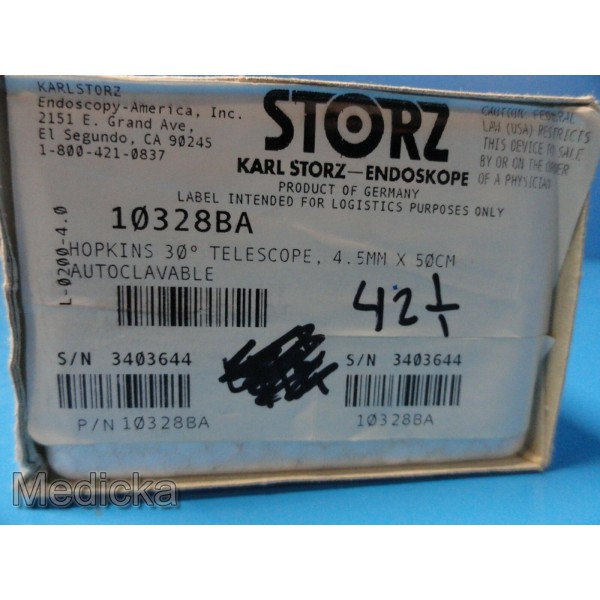 KARLSTORZ
Endoscopy-America, Inc.
2151 E. Grand Ave,
El Segundo, CA 90245
1-800-421-0837
STORZ
KARL STORZ—ENDOSKOPE
CAUTION: FEDERAL
LAW (USA) RESTRICTS
THIS DEVICE TO SALE
BY OR ON THE ORDER
OF A PHYSICIAN
PRODUCT OF GERMANY
LABEL INTENDED FOR LOGISTICS PURPOSES ONLY
10328BA
L-0200-4.0
HOPKINS 30° TELESCOPE, 4.5MM X 50CM
AUTOCLAVABLE
42 1/
S/N 3403644
S/N 3403644
P/N 10328BA
10328BA
Medicka